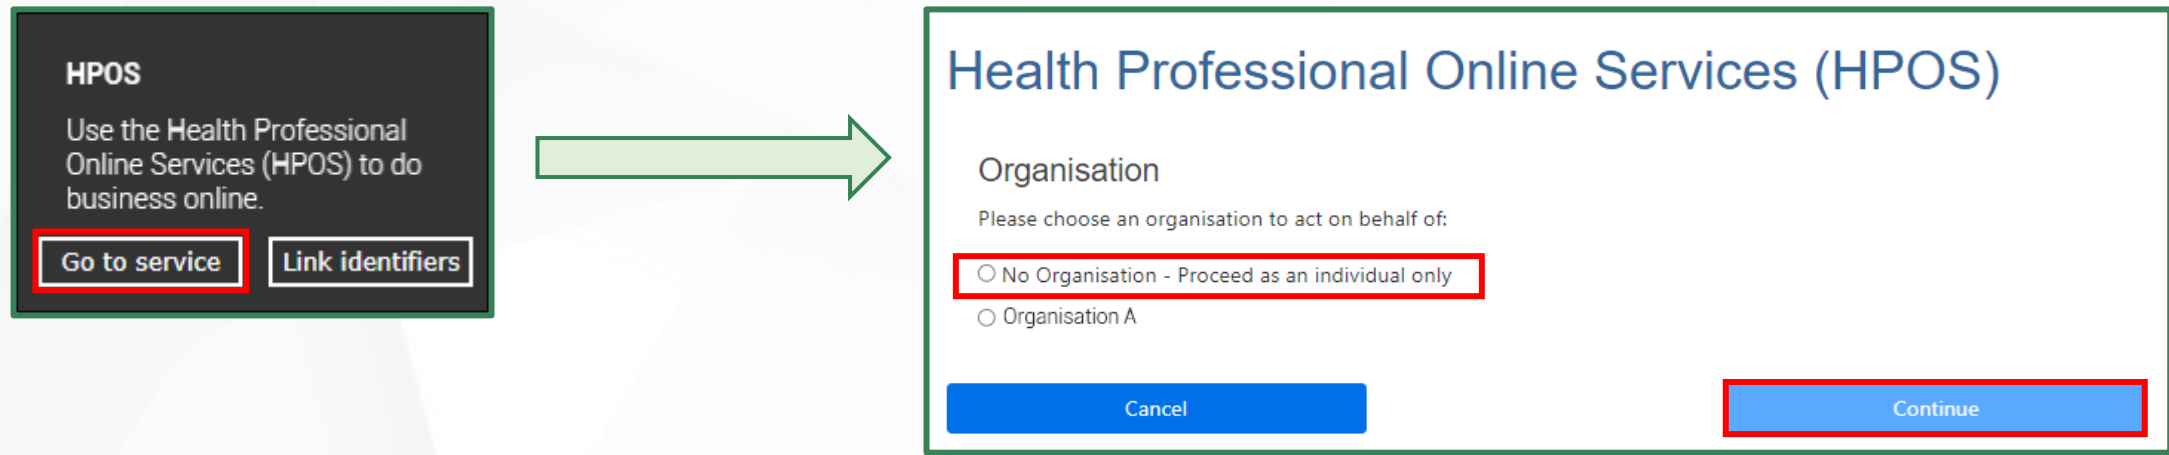 HPOS
Use the Health Professional
Online Services (HPOS) to do
business online.
Go to service
Link identifiers
Health Professional Online Services (HPOS)
Organisation
Please choose an organisation to act on behalf of:
No Organisation - Proceed as an individual only
Organisation A
Cancel
Continue